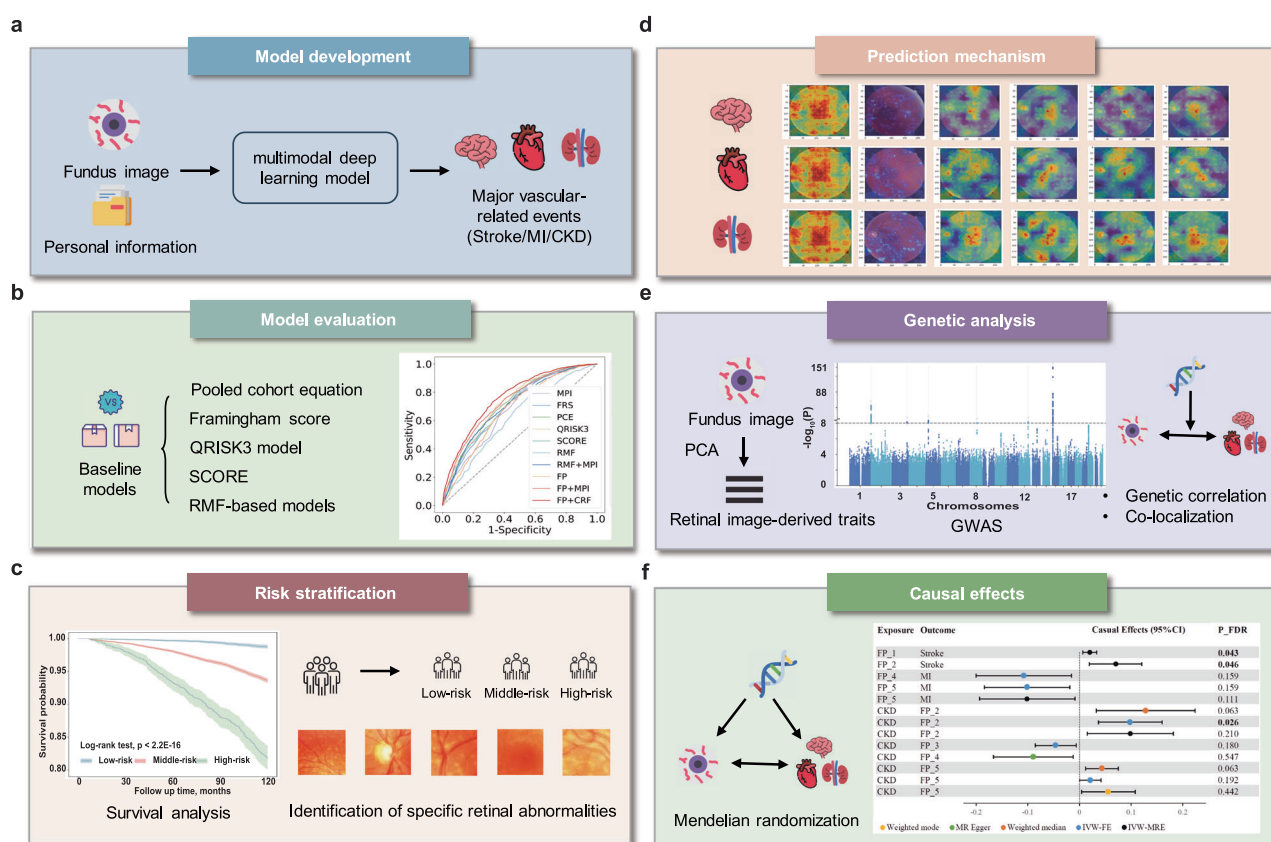 a
Model development
Fundus image
Personal information
multimodal deep
learning model
Major vascular-
related events
(Stroke/MI/CKD)
b
Model evaluation
VS
Baseline
models
Pooled cohort equation
Framingham score
QRISK3 model
SCORE
RMF-based models
Sensitivity
1.0
0.8
0.6
0.4
0.2
0.0
0.0 0.2 0.4 0.6 0.8 1.0
1-Specificity
MPI
FRS
PCE
QRISK3
SCORE
RMF
RMF+MPI
FP
FP+MPI
FP+CRF
c
Risk stratification
Survival probability
1.00
0.95
0.90
0.85
0.80
Log-rank test, p < 2.2E-16
Low-risk Middle-risk High-risk
0 40 80 120
Follow up time, months
Survival analysis
Low-risk Middle-risk High-risk
Identification of specific retinal abnormalities
d
Prediction mechanism
e
Genetic analysis
Fundus image
PCA
Retinal image-derived traits
-log10(P)
151
88
8
4
0
1 3 5 8 12 17
Chromosomes
GWAS
• Genetic correlation
• Co-localization
f
Causal effects
Mendelian randomization
Exposure Outcome Casual Effects (95%CI) P_FDR
FP_1 Stroke 0.043
FP_2 Stroke 0.046
FP_4 MI 0.159
FP_5 MI 0.159
FP_5 MI 0.111
CKD FP_2 0.063
CKD FP_2 0.026
CKD FP_2 0.210
CKD FP_3 0.180
CKD FP_4 0.547
CKD FP_5 0.063
CKD FP_5 0.192
CKD FP_5 0.442
-0.2 -0.1 0 0.1 0.2
Weighted mode MR Egger Weighted median IVW-FE IVW-MRE